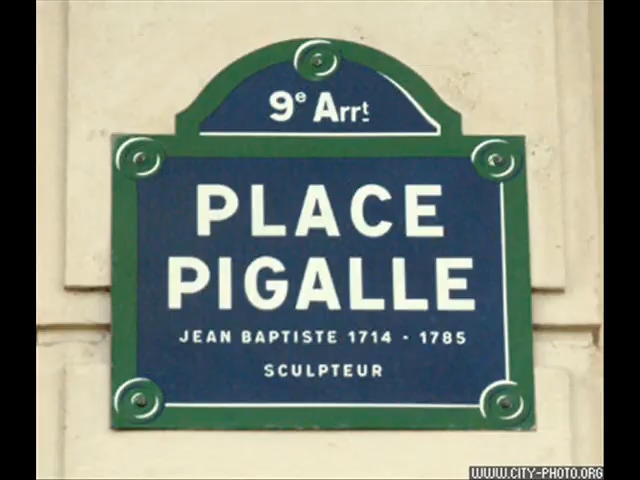 9e Arrt
PLACE
PIGALLE
JEAN BAPTISTE 1714 - 1785
SCULPTEUR
WWW.CITY-PHOTO.ORG